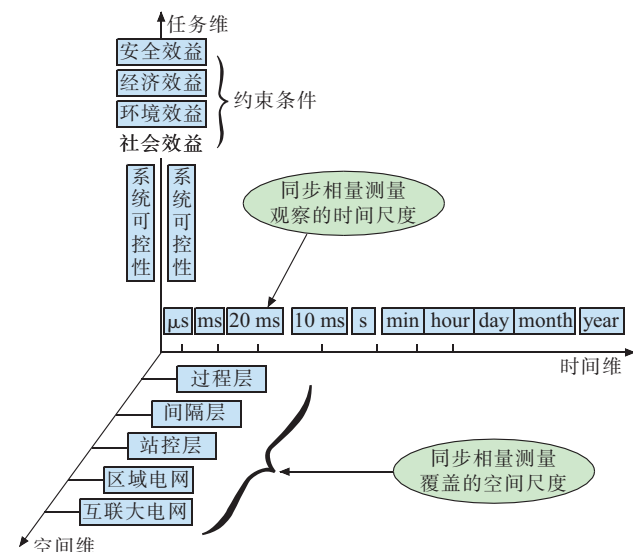 任务维
安全效益
经济效益
环境效益
社会效益
约束条件
系统可控性
系统可控性
同步相量测量
观察的时间尺度
μs ms 20 ms 10 ms s min hour day month year
时间维
过程层
间隔层
站控层
区域电网
互联大电网
同步相量测量
覆盖的空间尺度
空间维